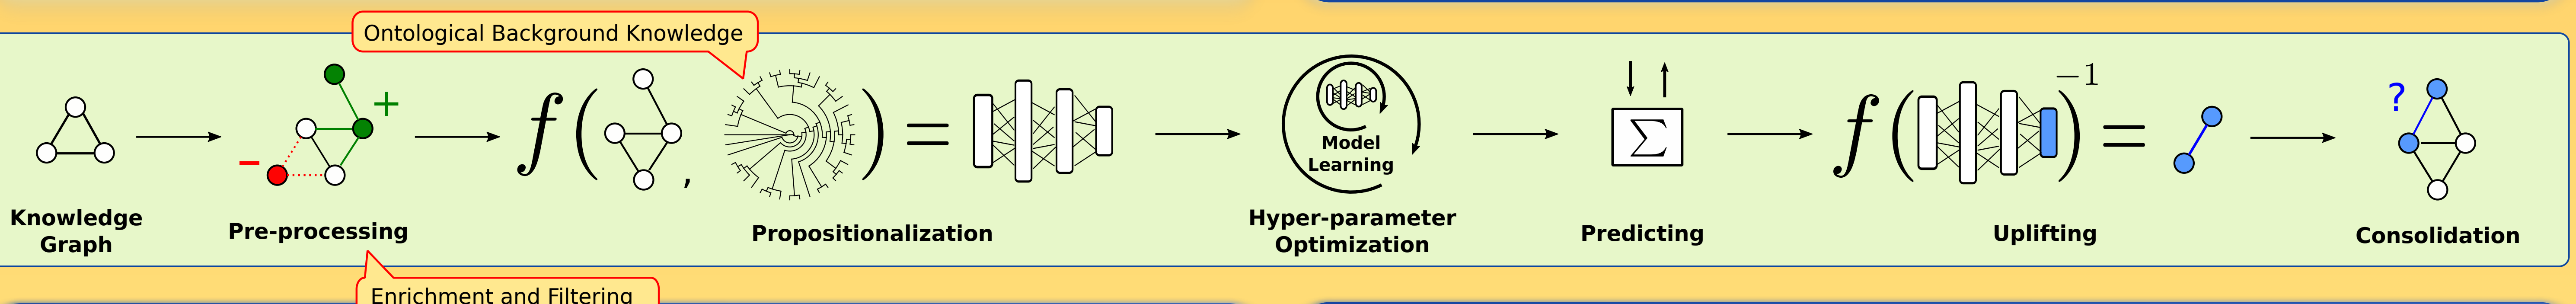 Ontological Background Knowledge
Knowledge
Graph
− +
Pre-processing
Enrichment and Filtering
f ( , ) =
Propositionalization
Model
Learning
Hyper-parameter
Optimization
Σ
Predicting
f ( )−1 =
Uplifting
?
Consolidation